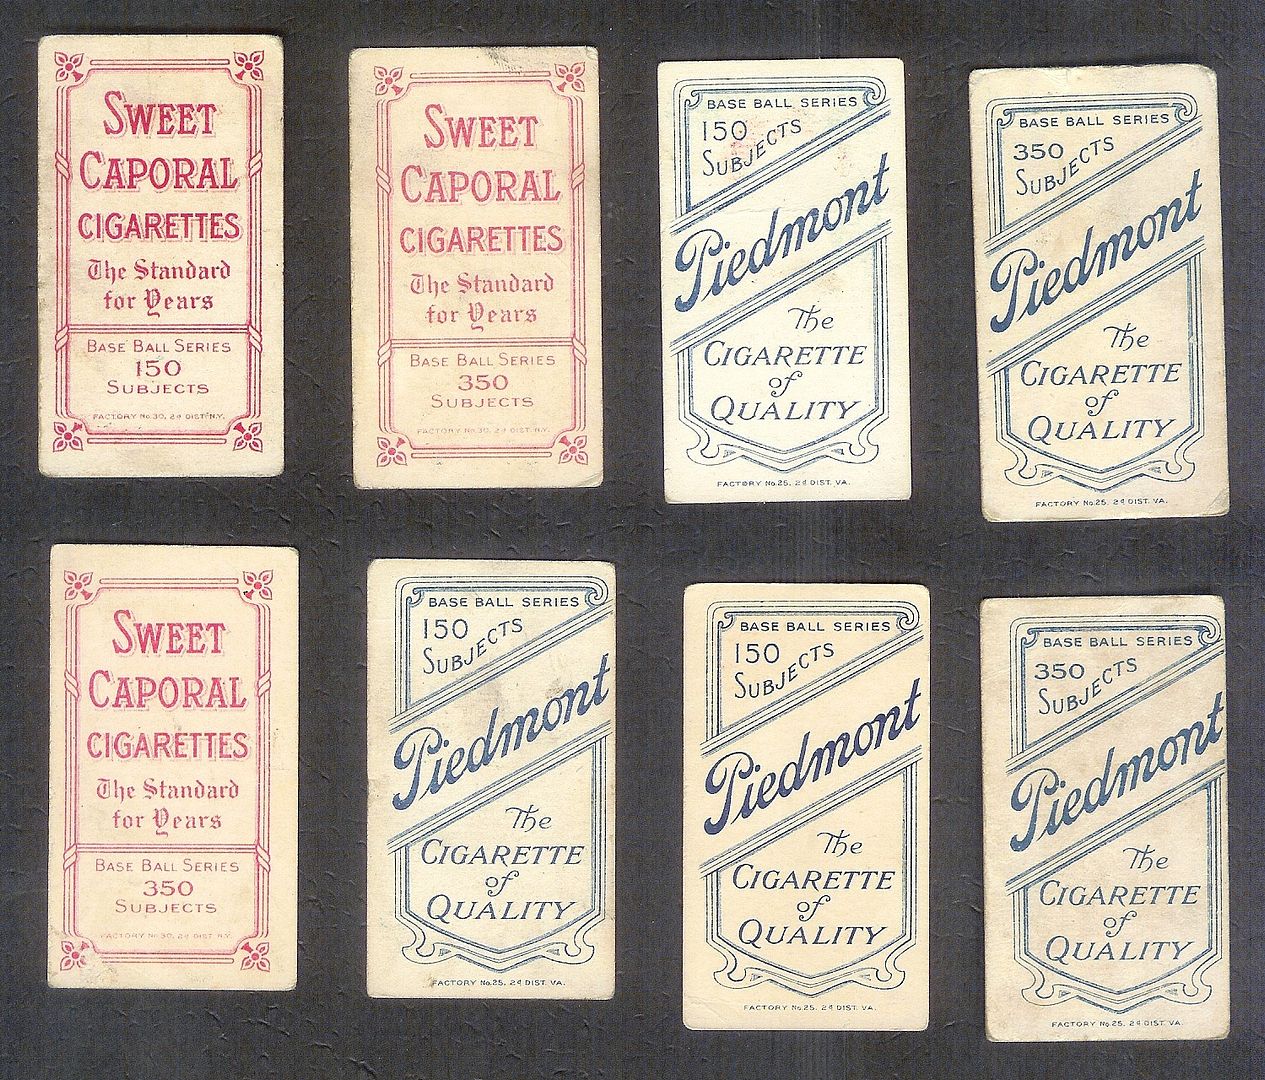 SWEET
CAPORAL
CIGARETTES
The Standard
for Years
BASE BALL SERIES
150
SUBJECTS
FACTORY No. 30, 2d DIST. N.Y.
SWEET
CAPORAL
CIGARETTES
The Standard
for Years
BASE BALL SERIES
350
SUBJECTS
FACTORY No. 30, 2d DIST. N.Y.
BASE BALL SERIES
150
SUBJECTS
Piedmont
The
CIGARETTE
of
QUALITY
FACTORY No. 25, 2d DIST. VA.
BASE BALL SERIES
350
SUBJECTS
Piedmont
The
CIGARETTE
of
QUALITY
FACTORY No. 25, 2d DIST. VA.
SWEET
CAPORAL
CIGARETTES
The Standard
for Years
BASE BALL SERIES
350
SUBJECTS
FACTORY No. 30, 2d DIST. N.Y.
BASE BALL SERIES
150
SUBJECTS
Piedmont
The
CIGARETTE
of
QUALITY
FACTORY No. 25, 2d DIST. VA.
BASE BALL SERIES
150
SUBJECTS
Piedmont
The
CIGARETTE
of
QUALITY
FACTORY No. 25, 2d DIST. VA.
BASE BALL SERIES
350
SUBJECTS
Piedmont
The
CIGARETTE
of
QUALITY
FACTORY No. 25, 2d DIST. VA.